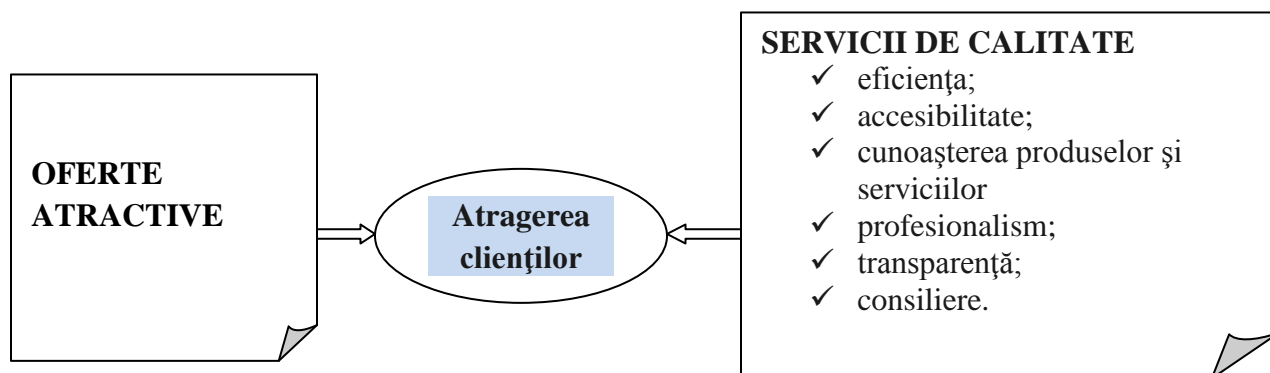 OFERTE
ATRACTIVE
Atragerea
clienţilor
SERVICII DE CALITATE
✓ eficienţa;
✓ accesibilitate;
✓ cunoaşterea produselor şi
serviciilor
✓ profesionalism;
✓ transparenţă;
✓ consiliere.